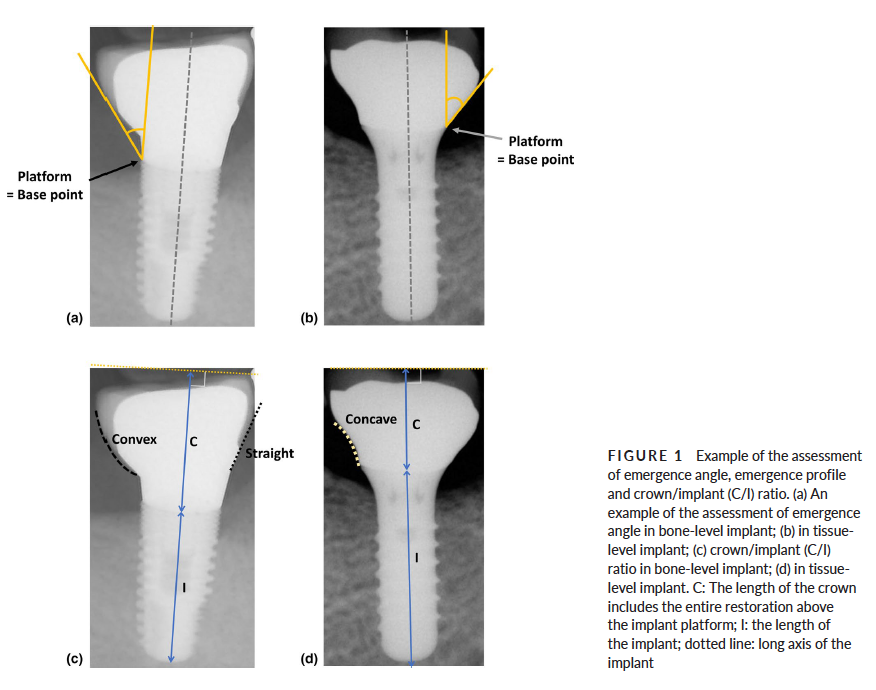 Platform
= Base point
(a)
Platform
= Base point
(b)
Convex
C
Straight
I
(c)
Concave
C
I
(d)
FIGURE 1 Example of the assessment
of emergence angle, emergence profile
and crown/implant (C/I) ratio. (a) An
example of the assessment of emergence
angle in bone-level implant; (b) in tissue-
level implant; (c) crown/implant (C/I)
ratio in bone-level implant; (d) in tissue-
level implant. C: The length of the crown
includes the entire restoration above
the implant platform; I: the length of
the implant; dotted line: long axis of the
implant